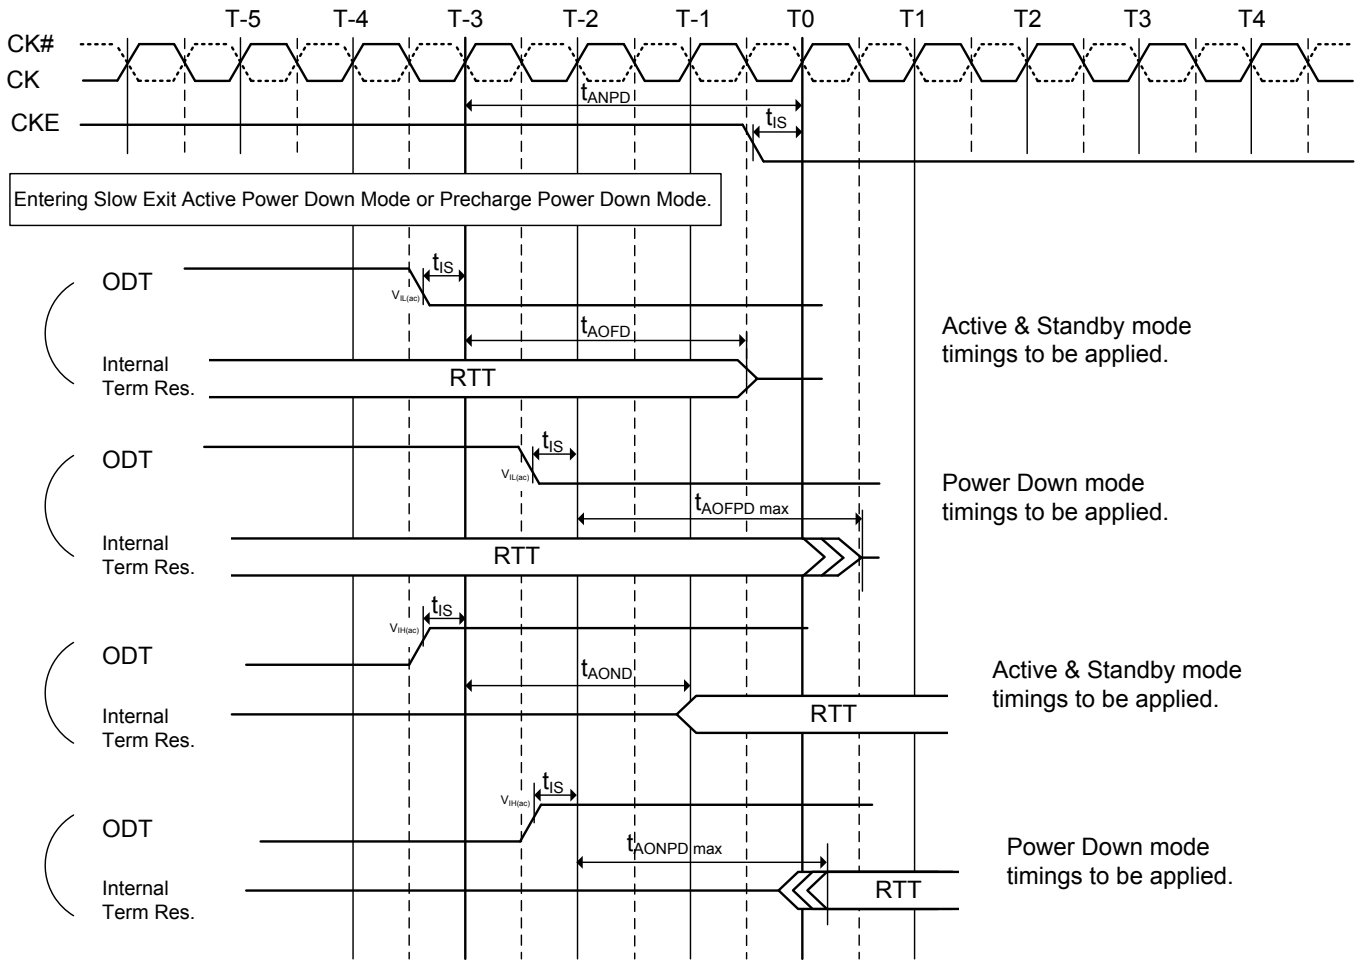 T-5 T-4 T-3 T-2 T-1 T0 T1 T2 T3 T4
CK#
CK
tANPD
CKE
tIS
Entering Slow Exit Active Power Down Mode or Precharge Power Down Mode.
tIS
ODT
VIL(ac)
tAOFD
Active & Standby mode
timings to be applied.
Internal
Term Res.
RTT
tIS
ODT
VIL(ac)
tAOFPD max
Power Down mode
timings to be applied.
Internal
Term Res.
RTT
tIS
VIH(ac)
ODT
tAOND
Active & Standby mode
timings to be applied.
Internal
Term Res.
RTT
tIS
VIH(ac)
ODT
tAONPD max
Power Down mode
timings to be applied.
Internal
Term Res.
RTT